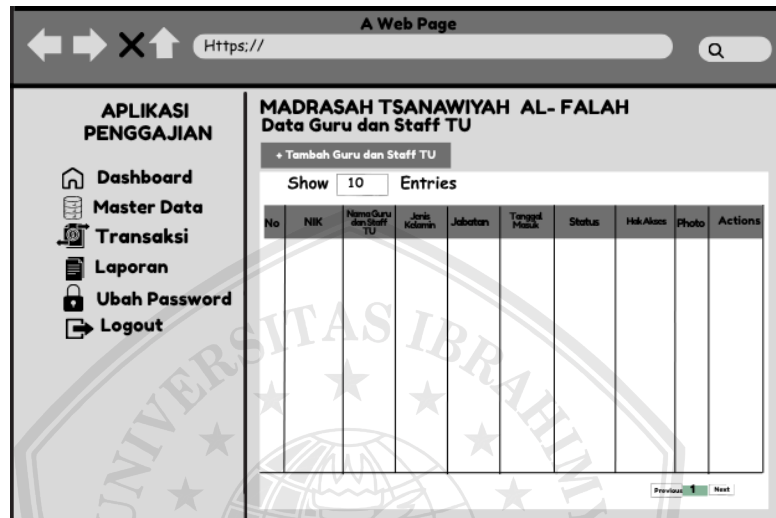 A Web Page
Https://
APLIKASI
PENGGAJIAN
Dashboard
Master Data
Transaksi
Laporan
Ubah Password
Logout
MADRASAH TSANAWIYAH AL- FALAH
Data Guru dan Staff TU
+ Tambah Guru dan Staff TU
Show 10 Entries
No
NIK
Nama Guru
dan Staff
TU
Jenis
Kelamin
Jabatan
Tanggal
Masuk
Status
Hak Akses
Photo
Actions
Previous 1 Next
UNIVERSITAS IBRAHIMY